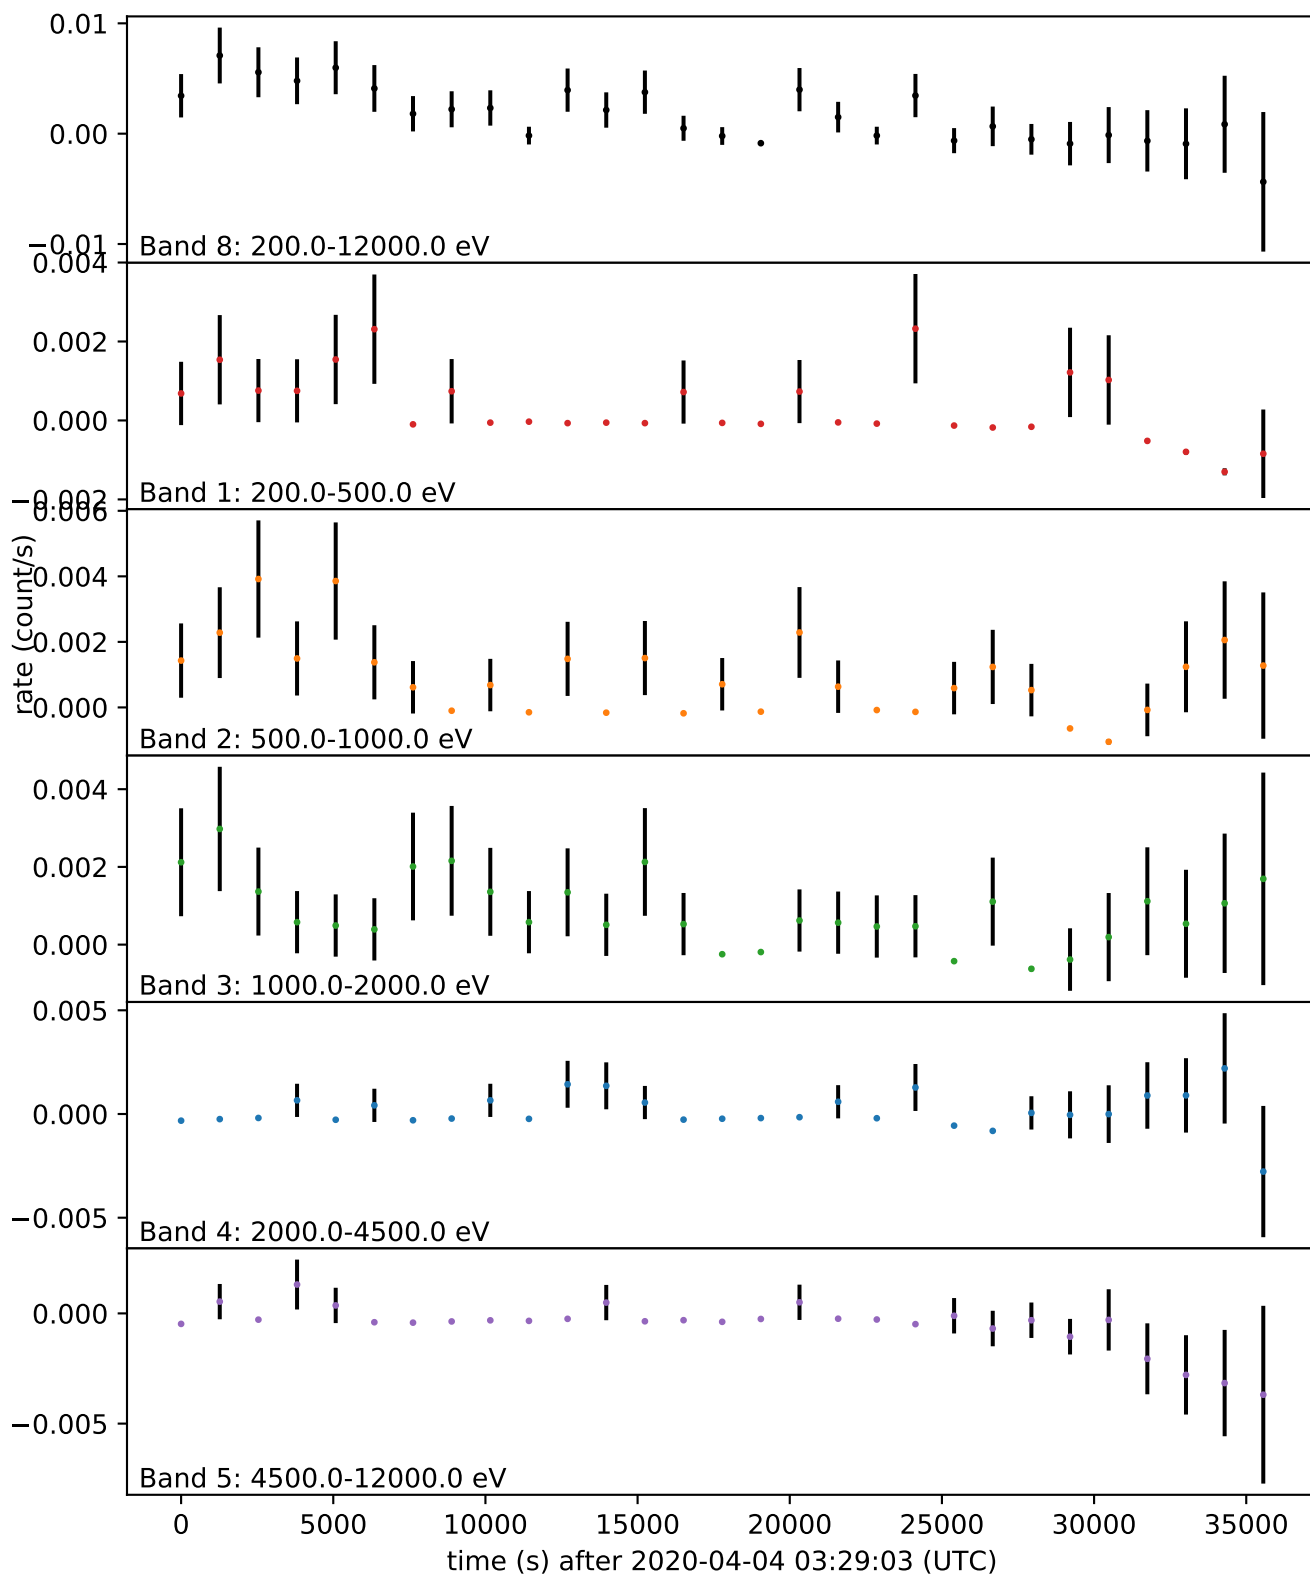 0.01
0.00
−0.01
Band 8: 200.0-12000.0 eV
0.004
0.002
0.000
−0.002
Band 1: 200.0-500.0 eV
0.006
0.004
0.002
0.000
Band 2: 500.0-1000.0 eV
rate (count/s)
0.004
0.002
0.000
Band 3: 1000.0-2000.0 eV
0.005
0.000
−0.005
Band 4: 2000.0-4500.0 eV
0.000
−0.005
Band 5: 4500.0-12000.0 eV
0 5000 10000 15000 20000 25000 30000 35000
time (s) after 2020-04-04 03:29:03 (UTC)